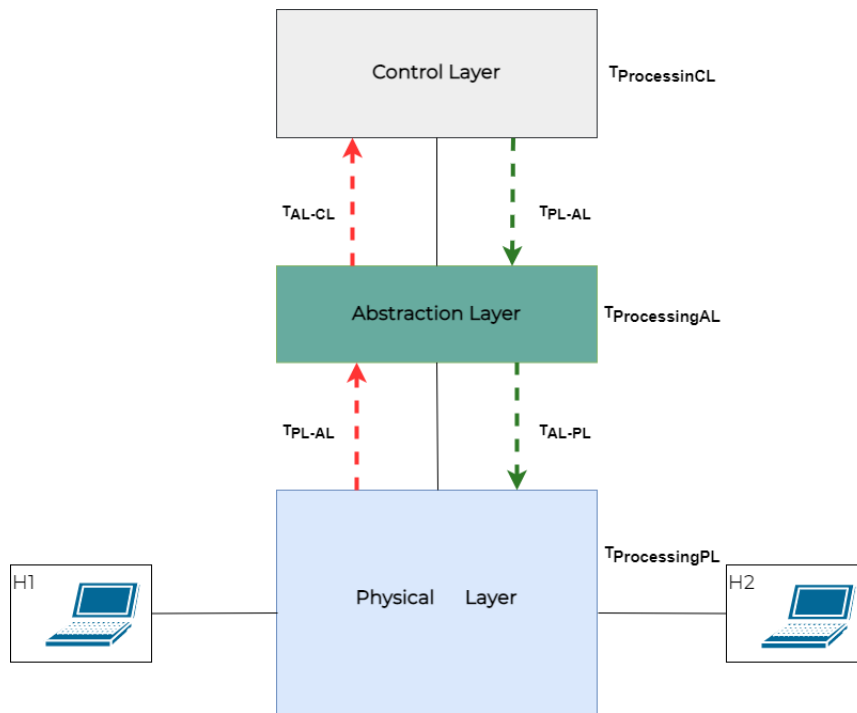 Control Layer
TProcessinCL
TAL-CL
TPL-AL
Abstraction Layer
TProcessingAL
TPL-AL
TAL-PL
TProcessingPL
H1
H2
Physical Layer